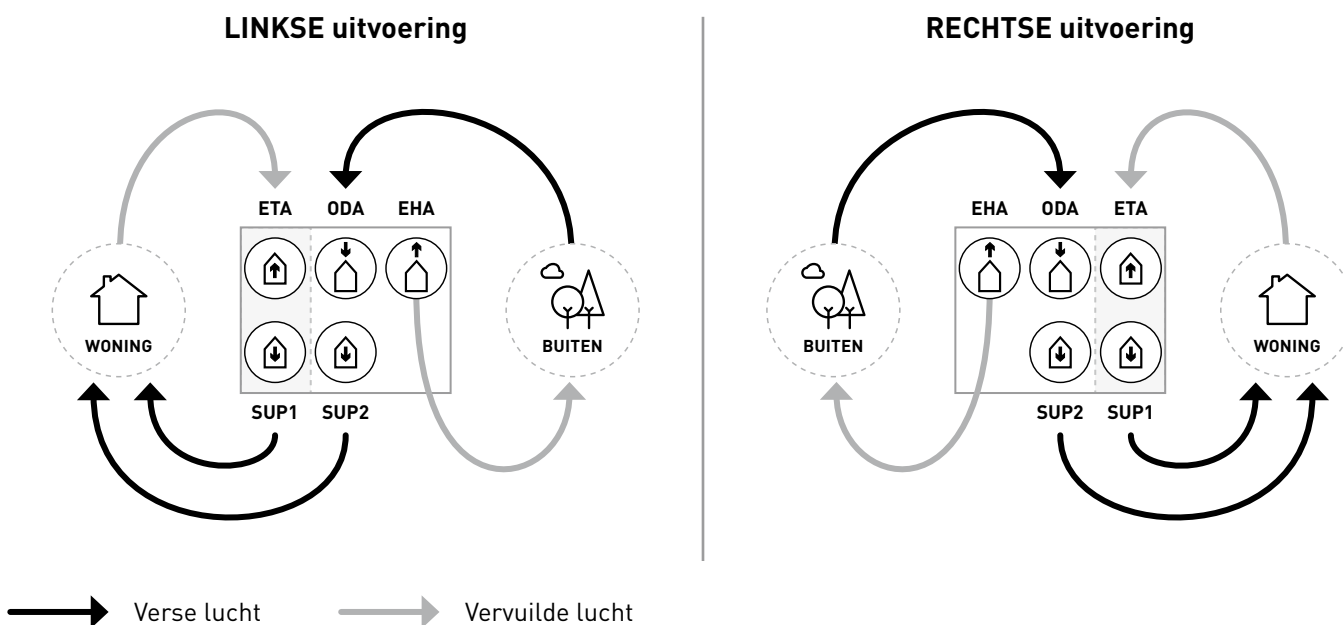 LINKSE uitvoering
ETA ODA EHA
WONING
BUITEN
SUP1 SUP2
RECHTSE uitvoering
EHA ODA ETA
BUITEN
WONING
SUP2 SUP1
Verse lucht
Vervuilde lucht